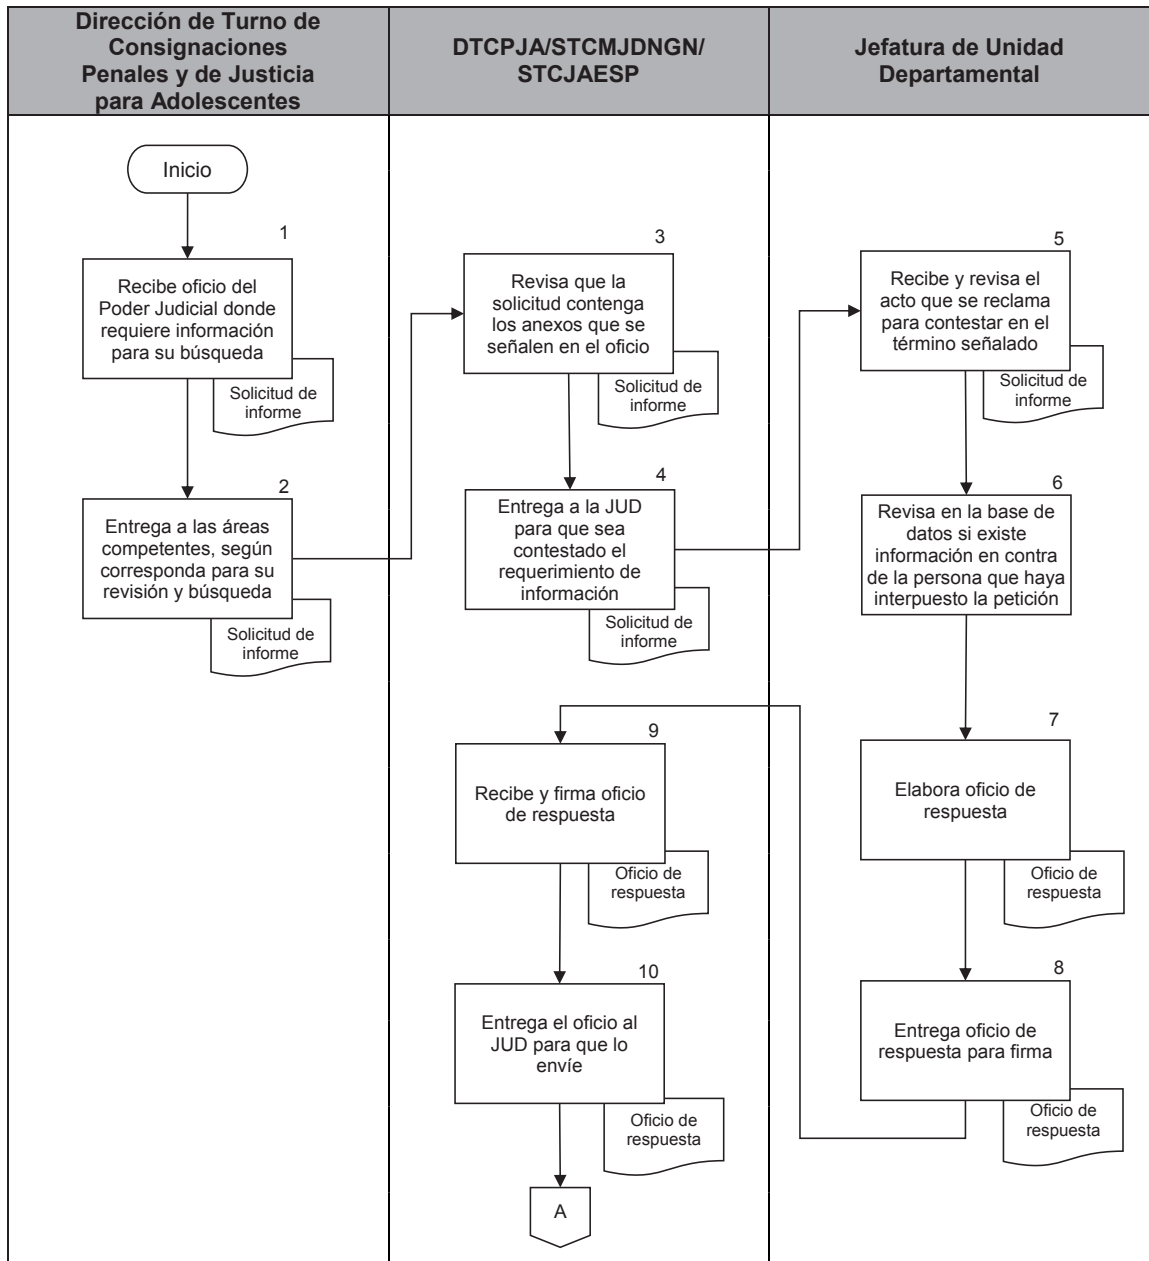 Dirección de Turno de
Consignaciones
Penales y de Justicia
para Adolescentes
DTCPJA/STCMJDNGN/
STCJAESP
Jefatura de Unidad
Departamental
Inicio
1
Recibe oficio del
Poder Judicial donde
requiere información
para su búsqueda
Solicitud de
informe
2
Entrega a las áreas
competentes, según
corresponda para su
revisión y búsqueda
Solicitud de
informe
3
Revisa que la
solicitud contenga
los anexos que se
señalen en el oficio
Solicitud de
informe
4
Entrega a la JUD
para que sea
contestado el
requerimiento de
información
Solicitud de
informe
5
Recibe y revisa el
acto que se reclama
para contestar en el
término señalado
Solicitud de
informe
6
Revisa en la base de
datos si existe
información en contra
de la persona que haya
interpuesto la petición
7
Elabora oficio de
respuesta
Oficio de
respuesta
8
Entrega oficio de
respuesta para firma
Oficio de
respuesta
9
Recibe y firma oficio
de respuesta
Oficio de
respuesta
10
Entrega el oficio al
JUD para que lo
envíe
Oficio de
respuesta
A